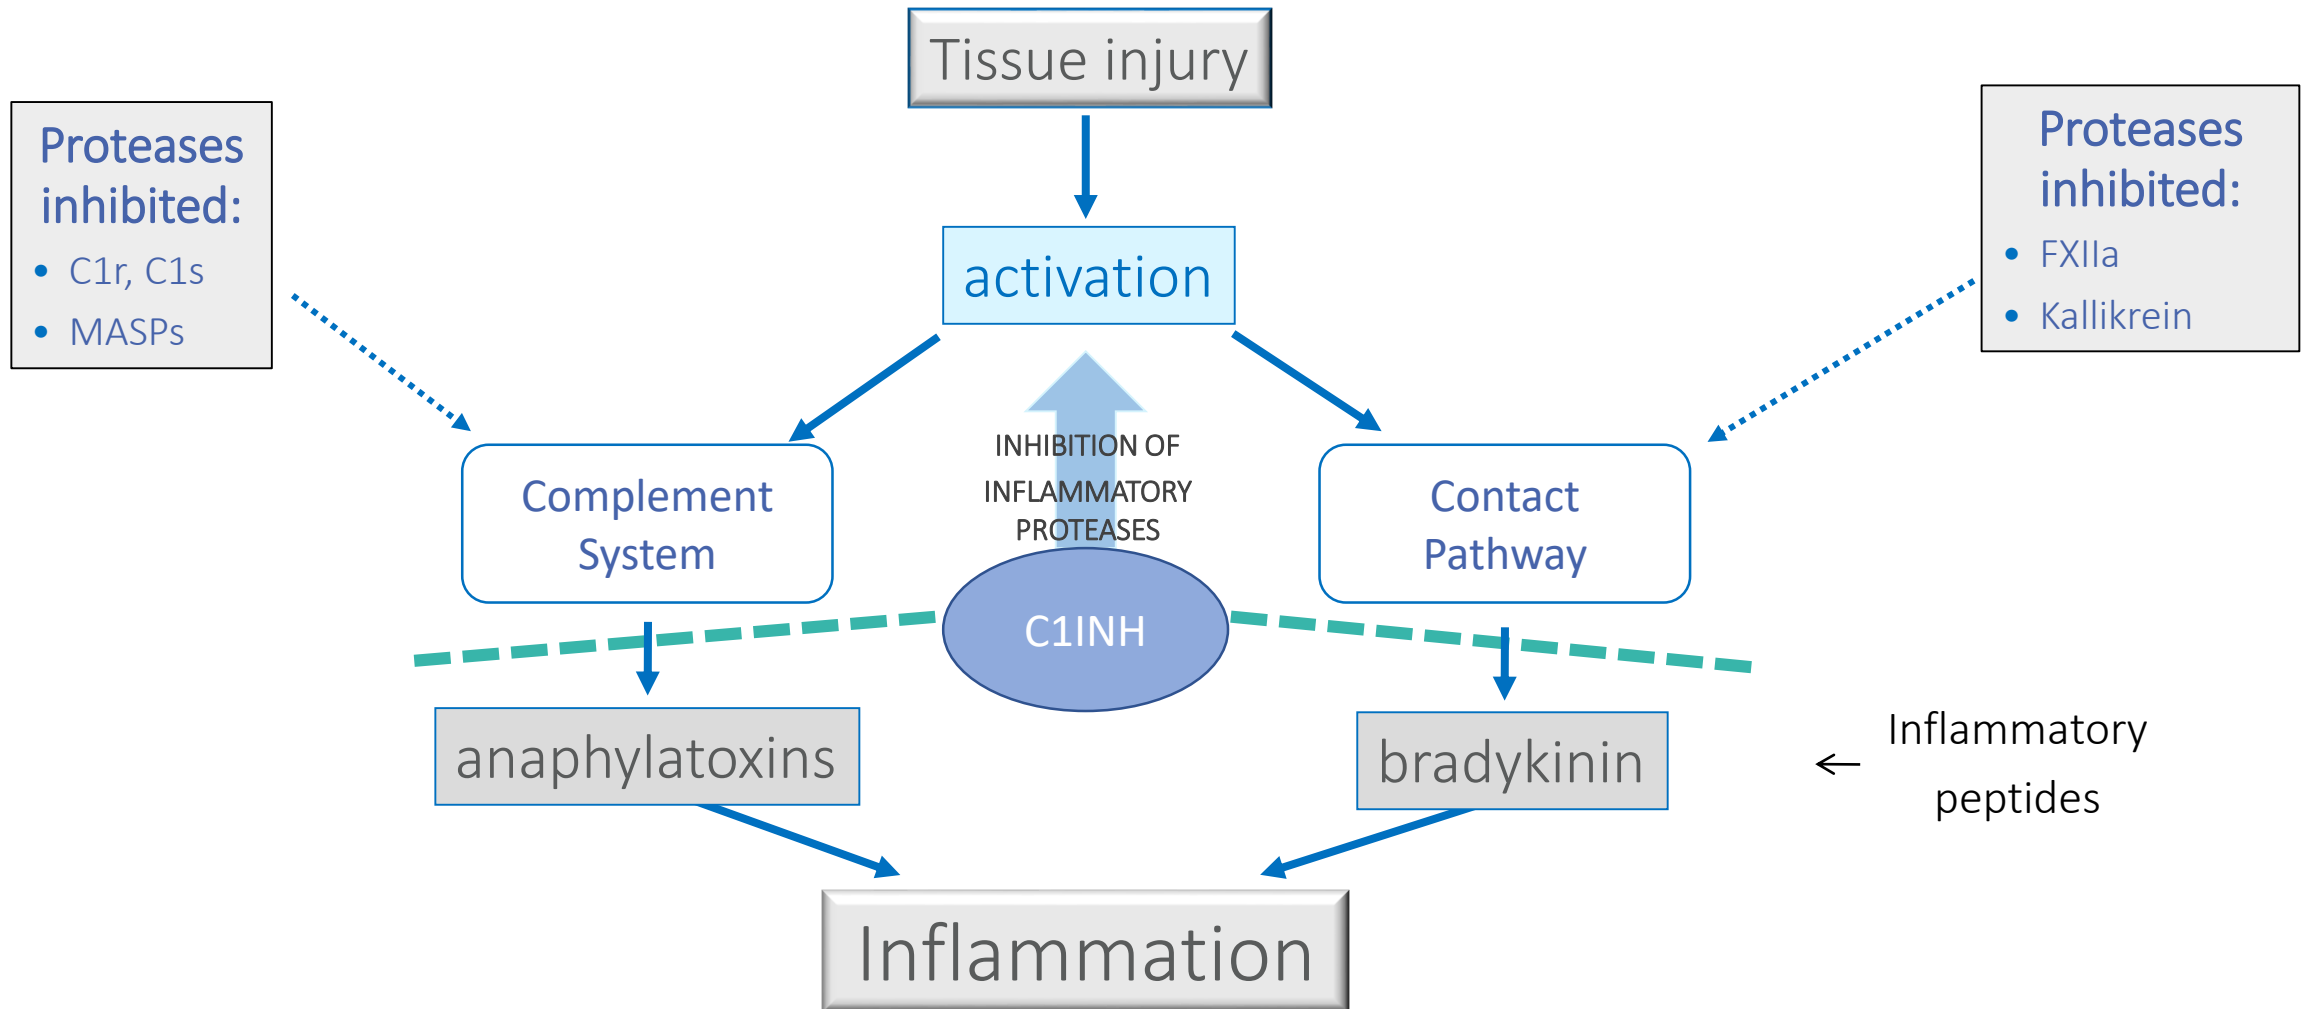 Tissue injury
Proteases
inhibited:
• C1r, C1s
• MASPs
Proteases
inhibited:
• FXIIa
• Kallikrein
activation
INHIBITION OF
INFLAMMATORY
PROTEASES
Complement
System
Contact
Pathway
C1INH
anaphylatoxins
bradykinin
Inflammatory
peptides
Inflammation